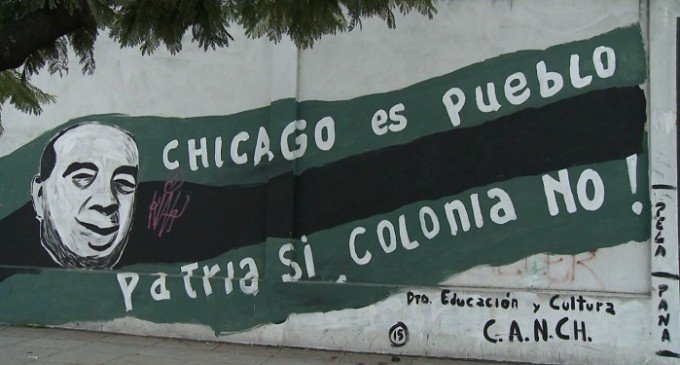 CHICAGO es PUEBLO
Patria Si, COLONIA NO!
Dto. Educación y Cultura
C.A.N.CH.
15
PELA
PANA